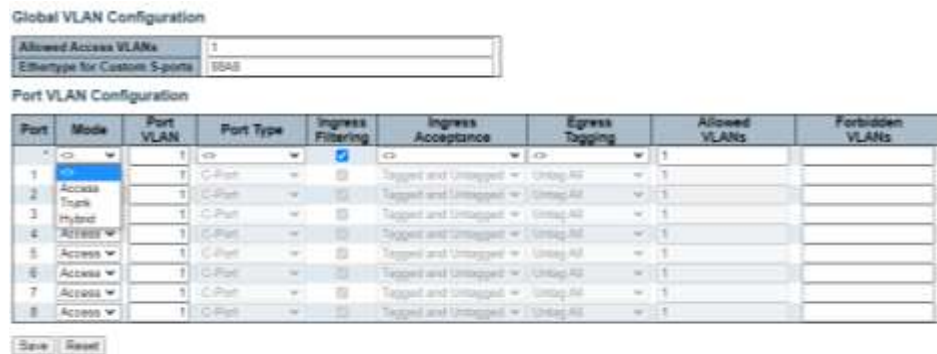 Global VLAN Configuration
Allowed Access VLANs 1
Ethertype for Custom S-ports 88A8
Port VLAN Configuration
Port Mode Port VLAN Port Type Ingress Filtering Ingress Acceptance Egress Tagging Allowed VLANs Forbidden VLANs
* <> 1 <> <> <> 1
1 <> 1 C-Port Tagged and Untagged Untag All 1
2 Access 1 C-Port Tagged and Untagged Untag All 1
Trunk
3 Hybrid 1 C-Port Tagged and Untagged Untag All 1
4 Access 1 C-Port Tagged and Untagged Untag All 1
5 Access 1 C-Port Tagged and Untagged Untag All 1
6 Access 1 C-Port Tagged and Untagged Untag All 1
7 Access 1 C-Port Tagged and Untagged Untag All 1
8 Access 1 C-Port Tagged and Untagged Untag All 1
Save Reset